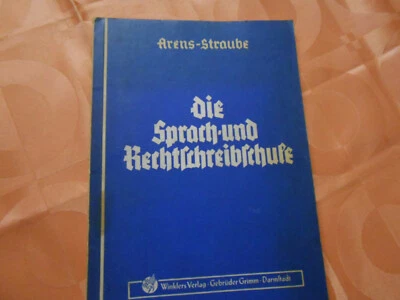 Arens-Straube
die
Sprach-und
Rechtschreibschule
Winklers Verlag · Gebrüder Grimm · Darmstadt